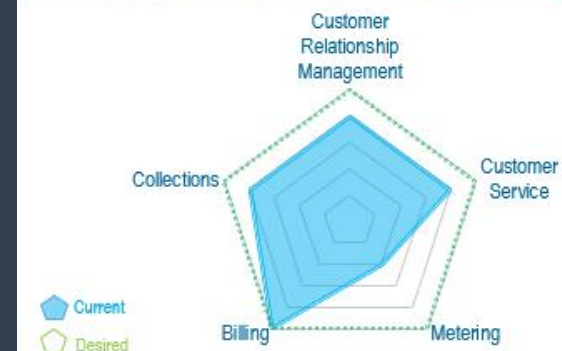 Customer
Relationship
Management
Customer
Service
Collections
Current
Billing
Metering
Desired